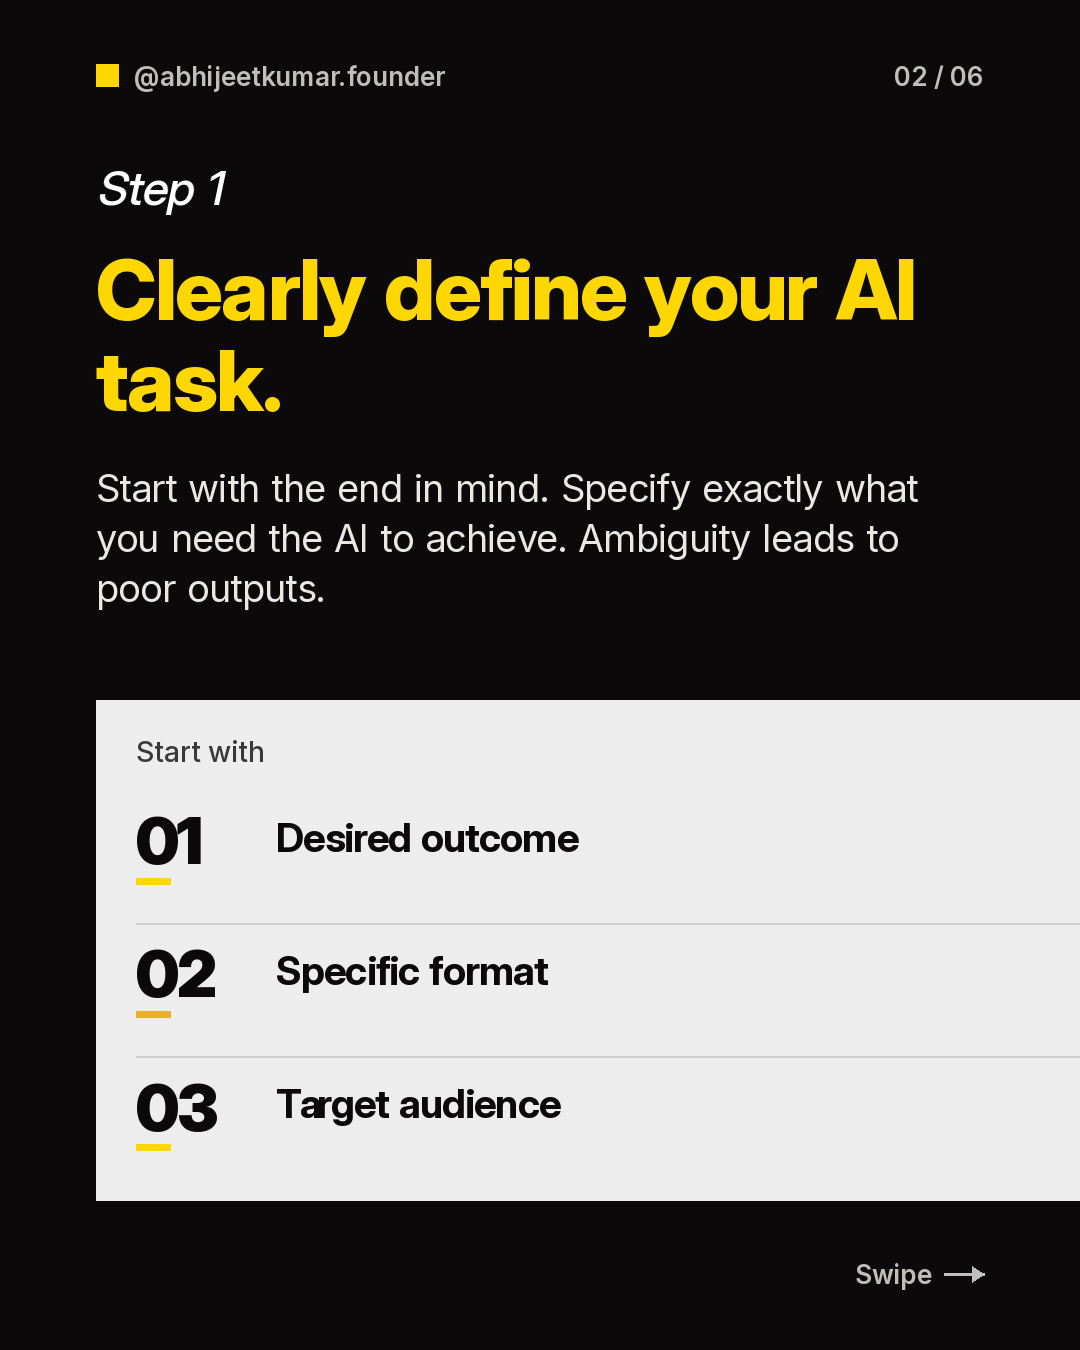 @abhijeetkumar.founder
02 / 06
Step 1
Clearly define your AI
task.
Start with the end in mind. Specify exactly what
you need the AI to achieve. Ambiguity leads to
poor outputs.
Start with
01 Desired outcome
02 Specific format
03 Target audience
Swipe